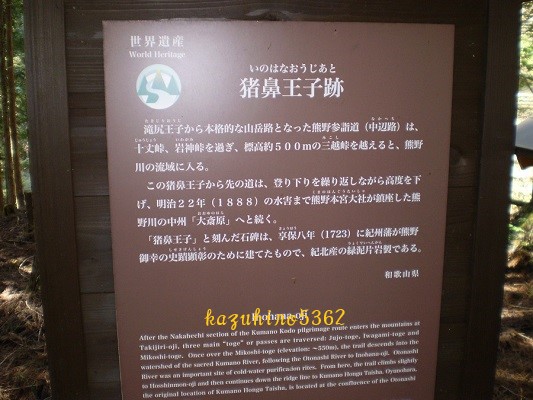 世界遺産
World Heritage
いのはなおうじあと
猪鼻王子跡
滝尻王子から本格的な山岳路となった熊野参詣道（中辺路）は、
十丈峠、岩神峠を過ぎ、標高約５００ｍの三越峠を越えると、熊野
川の流域に入る。
この猪鼻王子から先の道は、登り下りを繰り返しながら高度を下
げ、明治２２年（１８８８）の水害まで熊野本宮大社が鎮座した熊
野川の中州「大斎原」へと続く。
「猪鼻王子」と刻んだ石碑は、享保八年（1723）に紀州藩が熊野
御幸の史蹟顕彰のために建てたもので、紀北産の緑泥片岩製である。
和歌山県
kazuhino5362
Inohana-oji
After the Nakahechi section of the Kumano Kodo pilgrimage route enters the mountains at
Takijiri-oji, three main "toge" or passes are traversed: Jujo-toge, Iwagami-toge and
Mikoshi-toge. Once over the Mikoshi-toge (elevation: ~550m), the trail descends into the
watershed of the sacred Kumano River, following the Otonashi River to Inohana-oji. Otonashi
River was an important site of cold-water purification rites. From here, the trail climbs slightly
to Hosshinmon-oji and then continues down the ridge line to Kumano Hongu Taisha. Oyunohara,
the original location of Kumano Hongu Taisha, is located at the confluence of the Otonashi